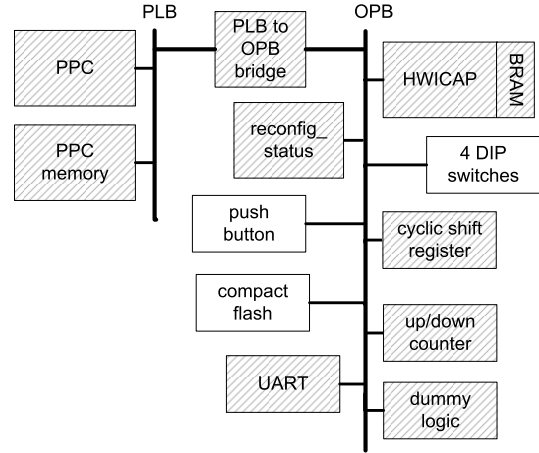 PLB
OPB
PPC
PLB to
OPB
bridge
HWICAP
BRAM
PPC
memory
reconfig_
status
4 DIP
switches
push
button
cyclic shift
register
compact
flash
up/down
counter
UART
dummy
logic